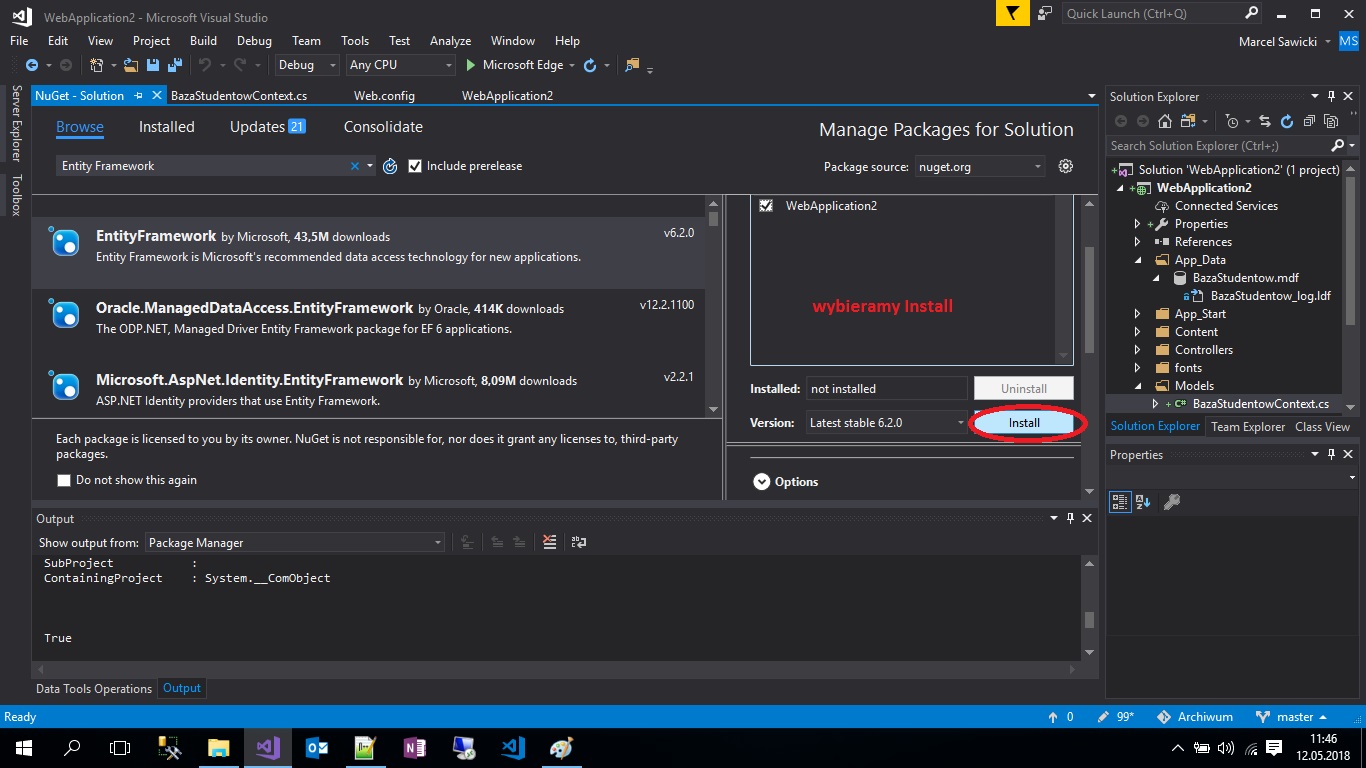 WebApplication2 - Microsoft Visual Studio
Quick Launch (Ctrl+Q)
File Edit View Project Build Debug Team Tools Test Analyze Window Help
Marcel Sawicki MS
Debug Any CPU Microsoft Edge
Server Explorer
Toolbox
NuGet - Solution BazaStudentowContext.cs Web.config WebApplication2
Browse Installed Updates 21 Consolidate
Manage Packages for Solution
Entity Framework
Include prerelease
Package source: nuget.org
EntityFramework by Microsoft, 43,5M downloads v6.2.0
Entity Framework is Microsoft's recommended data access technology for new applications.
Oracle.ManagedDataAccess.EntityFramework by Oracle, 414K downloads v12.2.1100
The ODP.NET, Managed Driver Entity Framework package for EF 6 applications.
Microsoft.AspNet.Identity.EntityFramework by Microsoft, 8,09M downloads v2.2.1
ASP.NET Identity providers that use Entity Framework.
Each package is licensed to you by its owner. NuGet is not responsible for, nor does it grant any licenses to, third-party
packages.
Do not show this again
WebApplication2
wybieramy Install
Installed: not installed Uninstall
Version: Latest stable 6.2.0 Install
Options
Solution Explorer
Search Solution Explorer (Ctrl+;)
Solution 'WebApplication2' (1 project)
WebApplication2
Connected Services
Properties
References
App_Data
BazaStudentow.mdf
BazaStudentow_log.ldf
App_Start
Content
Controllers
fonts
Models
C# BazaStudentowContext.cs
Solution Explorer Team Explorer Class View
Properties
Output
Show output from: Package Manager
SubProject :
ContainingProject : System.__ComObject
True
Data Tools Operations Output
Ready
0 99* Archiwum master
11:46
12.05.2018